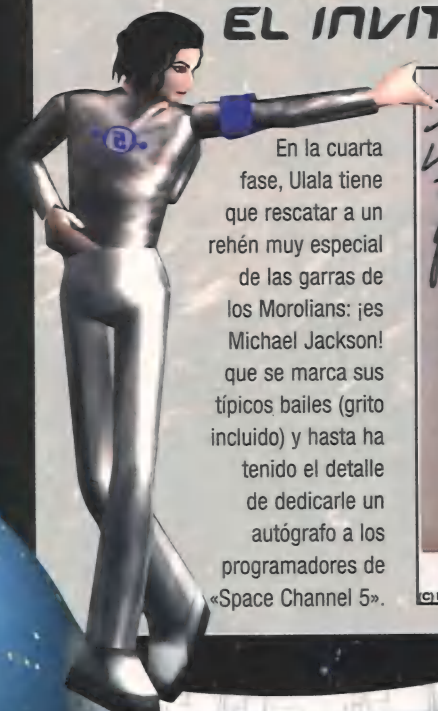 EL INVIT
En la cuarta
fase, Ulala tiene
que rescatar a un
rehén muy especial
de las garras de
los Morolians: ¡es
Michael Jackson!
que se marca sus
típicos bailes (grito
incluido) y hasta ha
tenido el detalle
de dedicarle un
autógrafo a los
programadores de
«Space Channel 5».